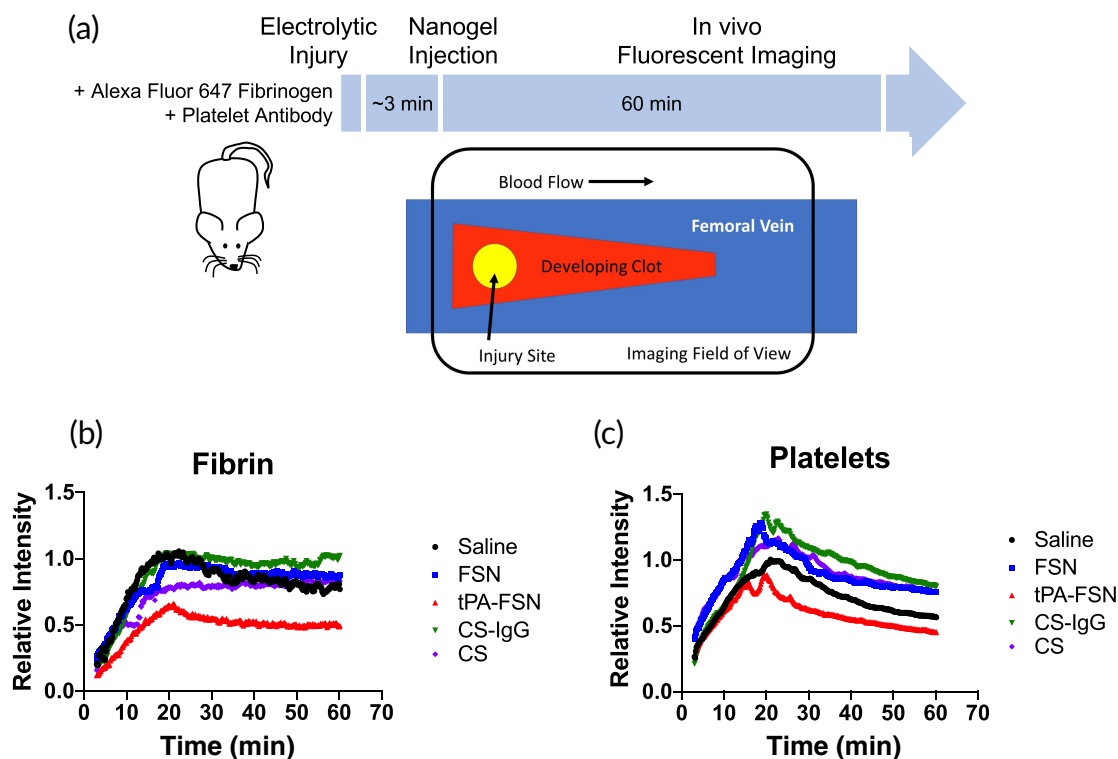 (a)
Electrolytic
Injury
Nanogel
Injection
In vivo
Fluorescent Imaging
+ Alexa Fluor 647 Fibrinogen
+ Platelet Antibody
~3 min
60 min
Blood Flow
Femoral Vein
Developing Clot
Injury Site
Imaging Field of View
(b)
Fibrin
Relative Intensity
1.5
1.0
0.5
0.0
0 10 20 30 40 50 60 70
Time (min)
Saline
FSN
tPA-FSN
CS-IgG
CS
(c)
Platelets
Relative Intensity
1.5
1.0
0.5
0.0
0 10 20 30 40 50 60 70
Time (min)
Saline
FSN
tPA-FSN
CS-IgG
CS